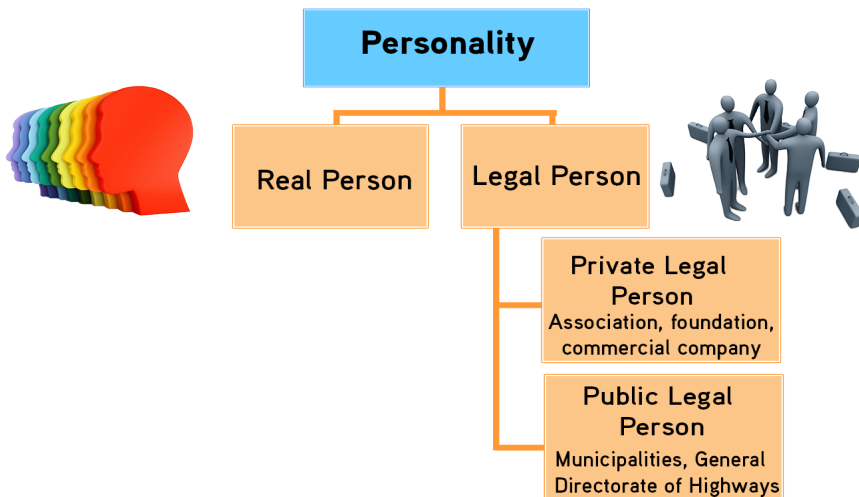 Personality
Real Person
Legal Person
Private Legal
Person
Association, foundation,
commercial company
Public Legal
Person
Municipalities, General
Directorate of Highways